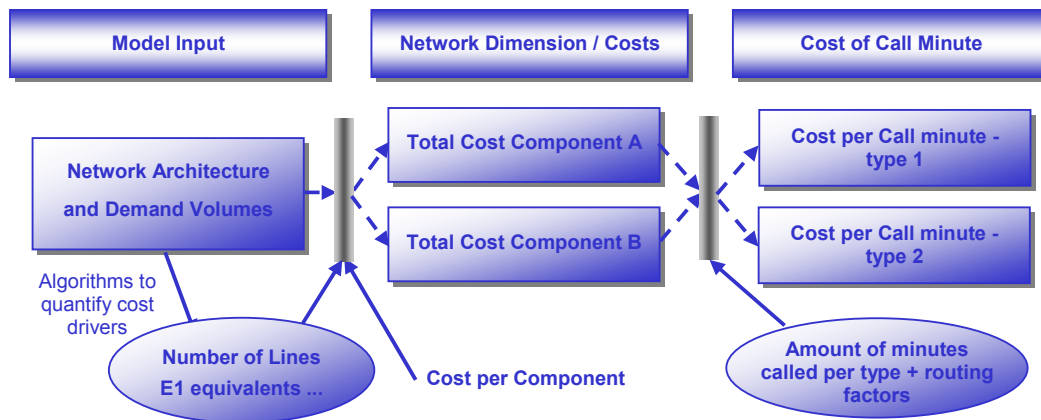 Model Input
Network Dimension / Costs
Cost of Call Minute
Network Architecture
and Demand Volumes
Total Cost Component A
Total Cost Component B
Cost per Call minute -
type 1
Cost per Call minute -
type 2
Algorithms to
quantify cost
drivers
Number of Lines
E1 equivalents ...
Cost per Component
Amount of minutes
called per type + routing
factors